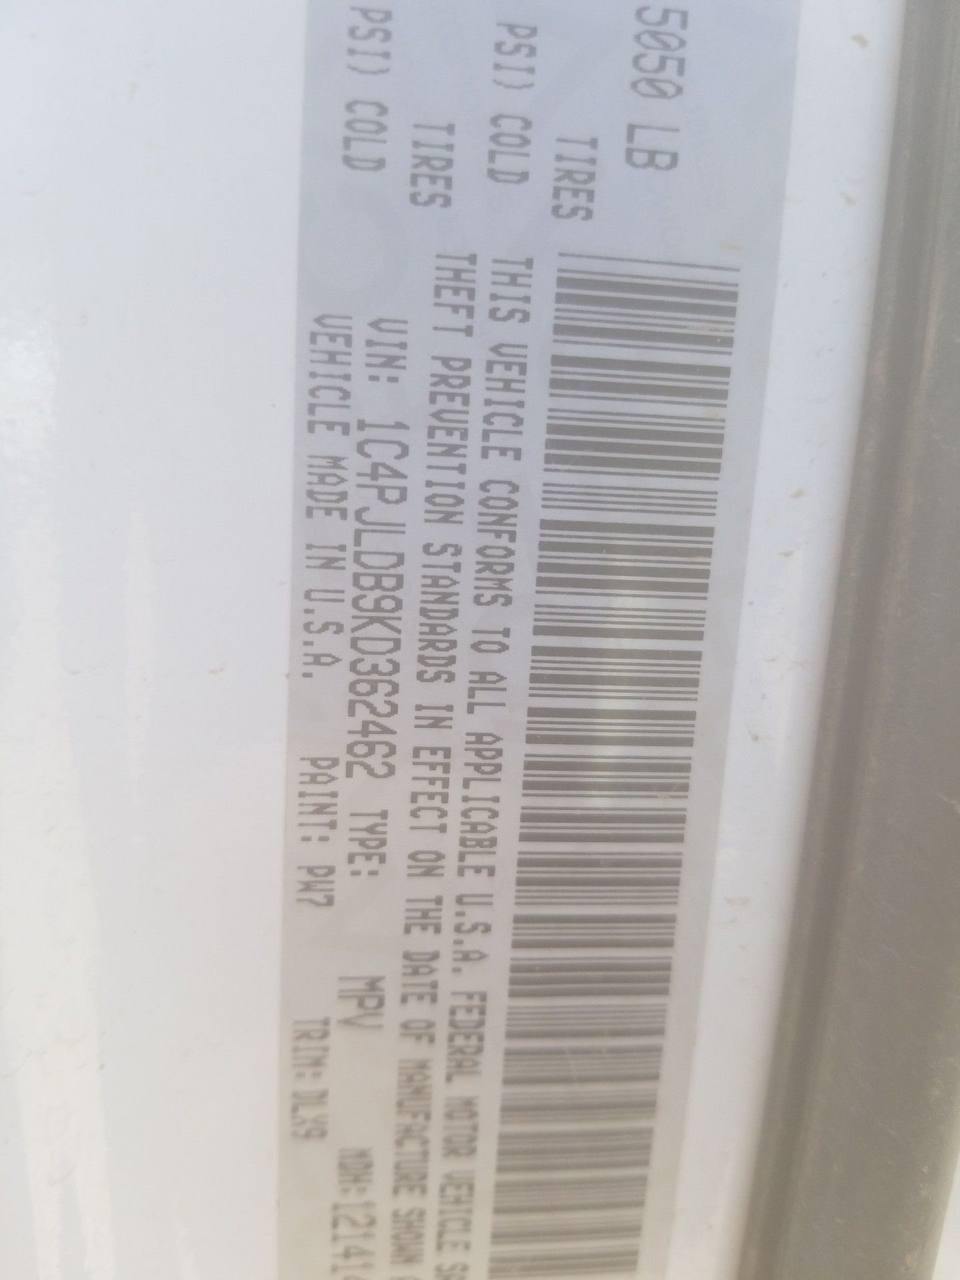 5050 LB
TIRES
PSI) COLD
TIRES
PSI) COLD
THIS VEHICLE CONFORMS TO ALL APPLICABLE U.S.A. FEDERAL MOTOR VEHICLE
THEFT PREVENTION STANDARDS IN EFFECT ON THE DATE OF MANUFACTURE SHOWN
VIN: 1C4PJLDB9KD362462 TYPE: MPV MDH:12141
VEHICLE MADE IN U.S.A. PAINT: PW7 TRIM: DLX9